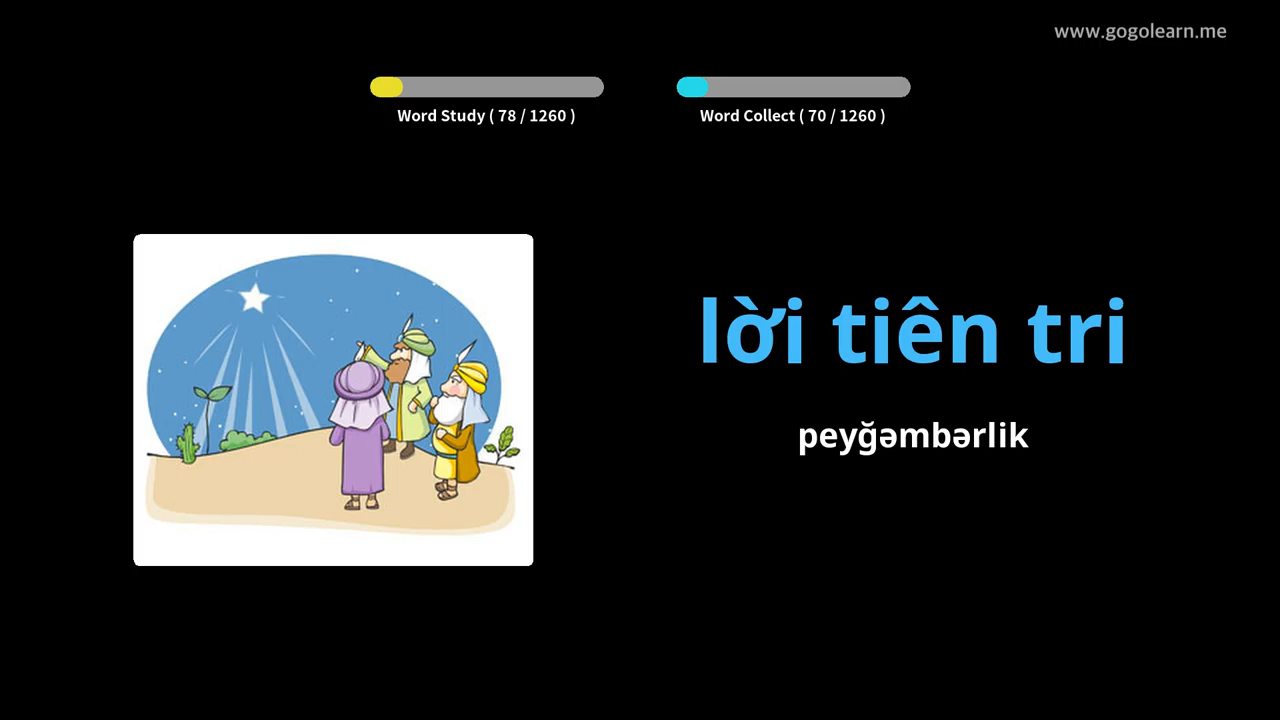 www.gogolearn.me
Word Study ( 78 / 1260 )
Word Collect ( 70 / 1260 )
lời tiên tri
peyğəmbərlik